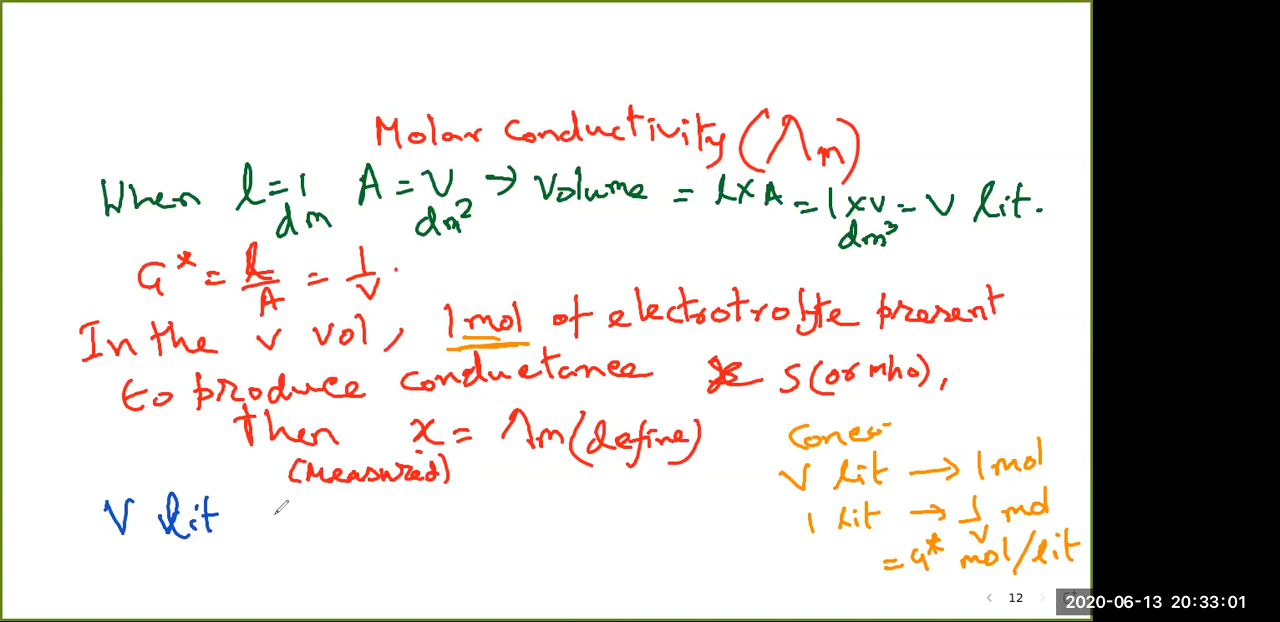 Molar Conductivity (Λm)
When l=1 dm A=V dm² → Volume = l×A = 1×V dm³ = V lit.
G* = l/A = 1/V.
In the V vol, 1 mol of electrotrolyte present
to produce conductance x S (or mho),
then x = Λm (define)
(Measured)
Conc:-
V lit → 1 mol
1 lit → 1/V mol
= G* mol/lit
V lit
< 12 >
2020-06-13 20:33:01